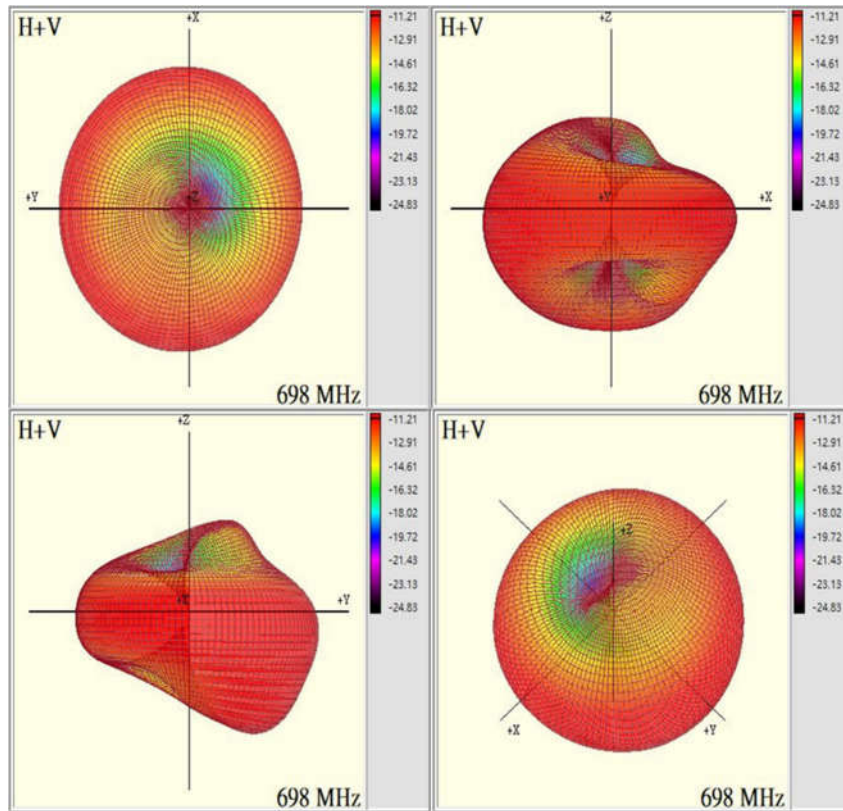 H+V
+X
+Y
Z
698 MHz
-11.21
-12.91
-14.61
-16.32
-18.02
-19.72
-21.43
-23.13
-24.83
H+V
+Z
+Y
+X
698 MHz
-11.21
-12.91
-14.61
-16.32
-18.02
-19.72
-21.43
-23.13
-24.83
H+V
+Z
+X
+Y
698 MHz
-11.21
-12.91
-14.61
-16.32
-18.02
-19.72
-21.43
-23.13
-24.83
H+V
+Z
+X
+Y
698 MHz
-11.21
-12.91
-14.61
-16.32
-18.02
-19.72
-21.43
-23.13
-24.83